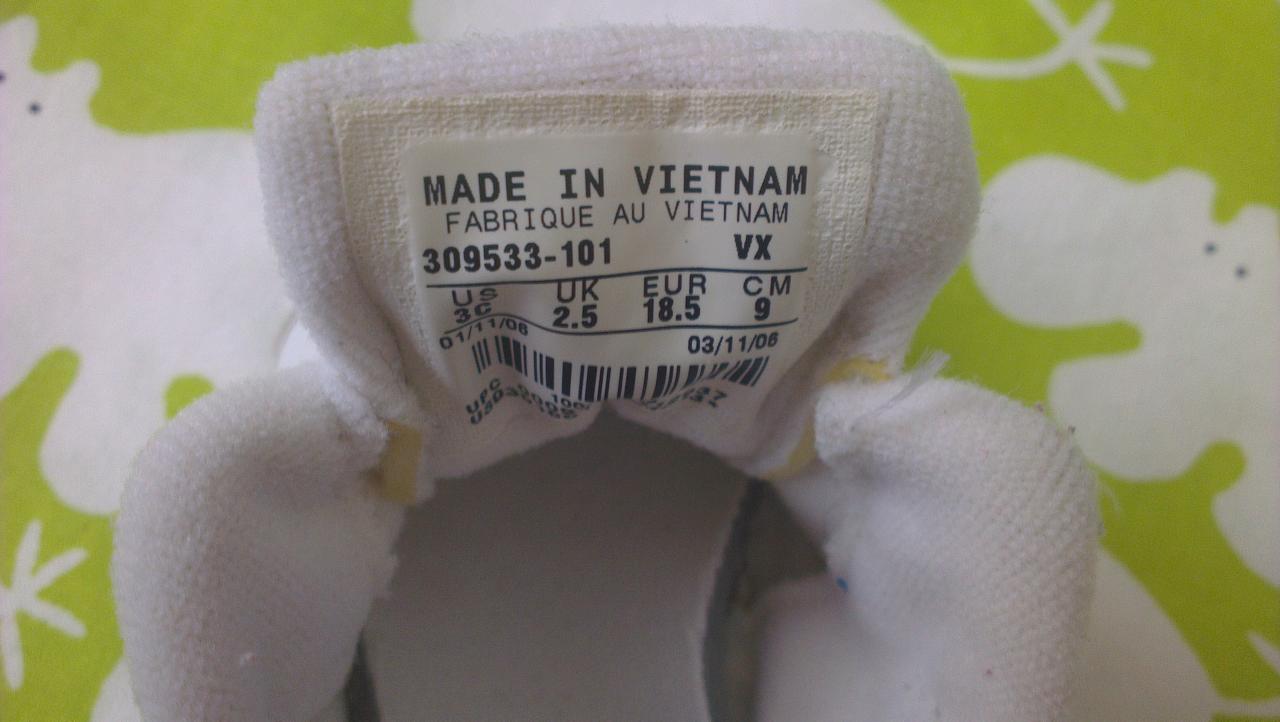 MADE IN VIETNAM
FABRIQUE AU VIETNAM
309533-101 VX
US UK EUR CM
3C 2.5 18.5 9
01/11/06 03/11/06
UPC